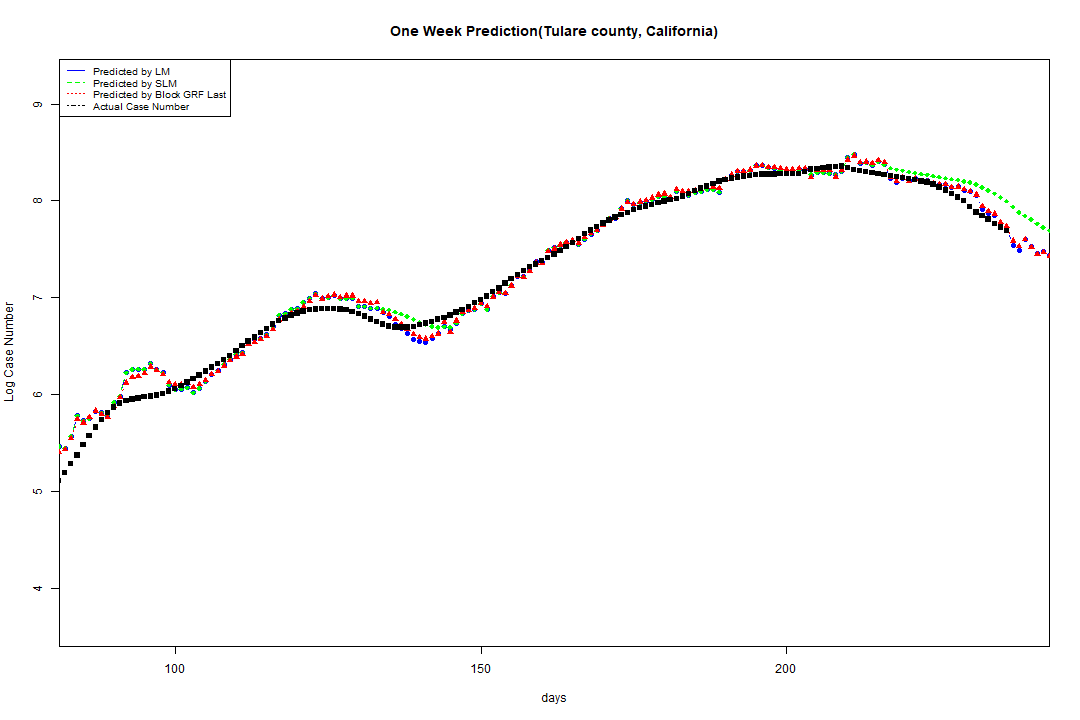 One Week Prediction(Tulare county, California)
Predicted by LM
Predicted by SLM
Predicted by Block GRF Last
Actual Case Number
9
8
7
6
5
4
Log Case Number
100 150 200
days